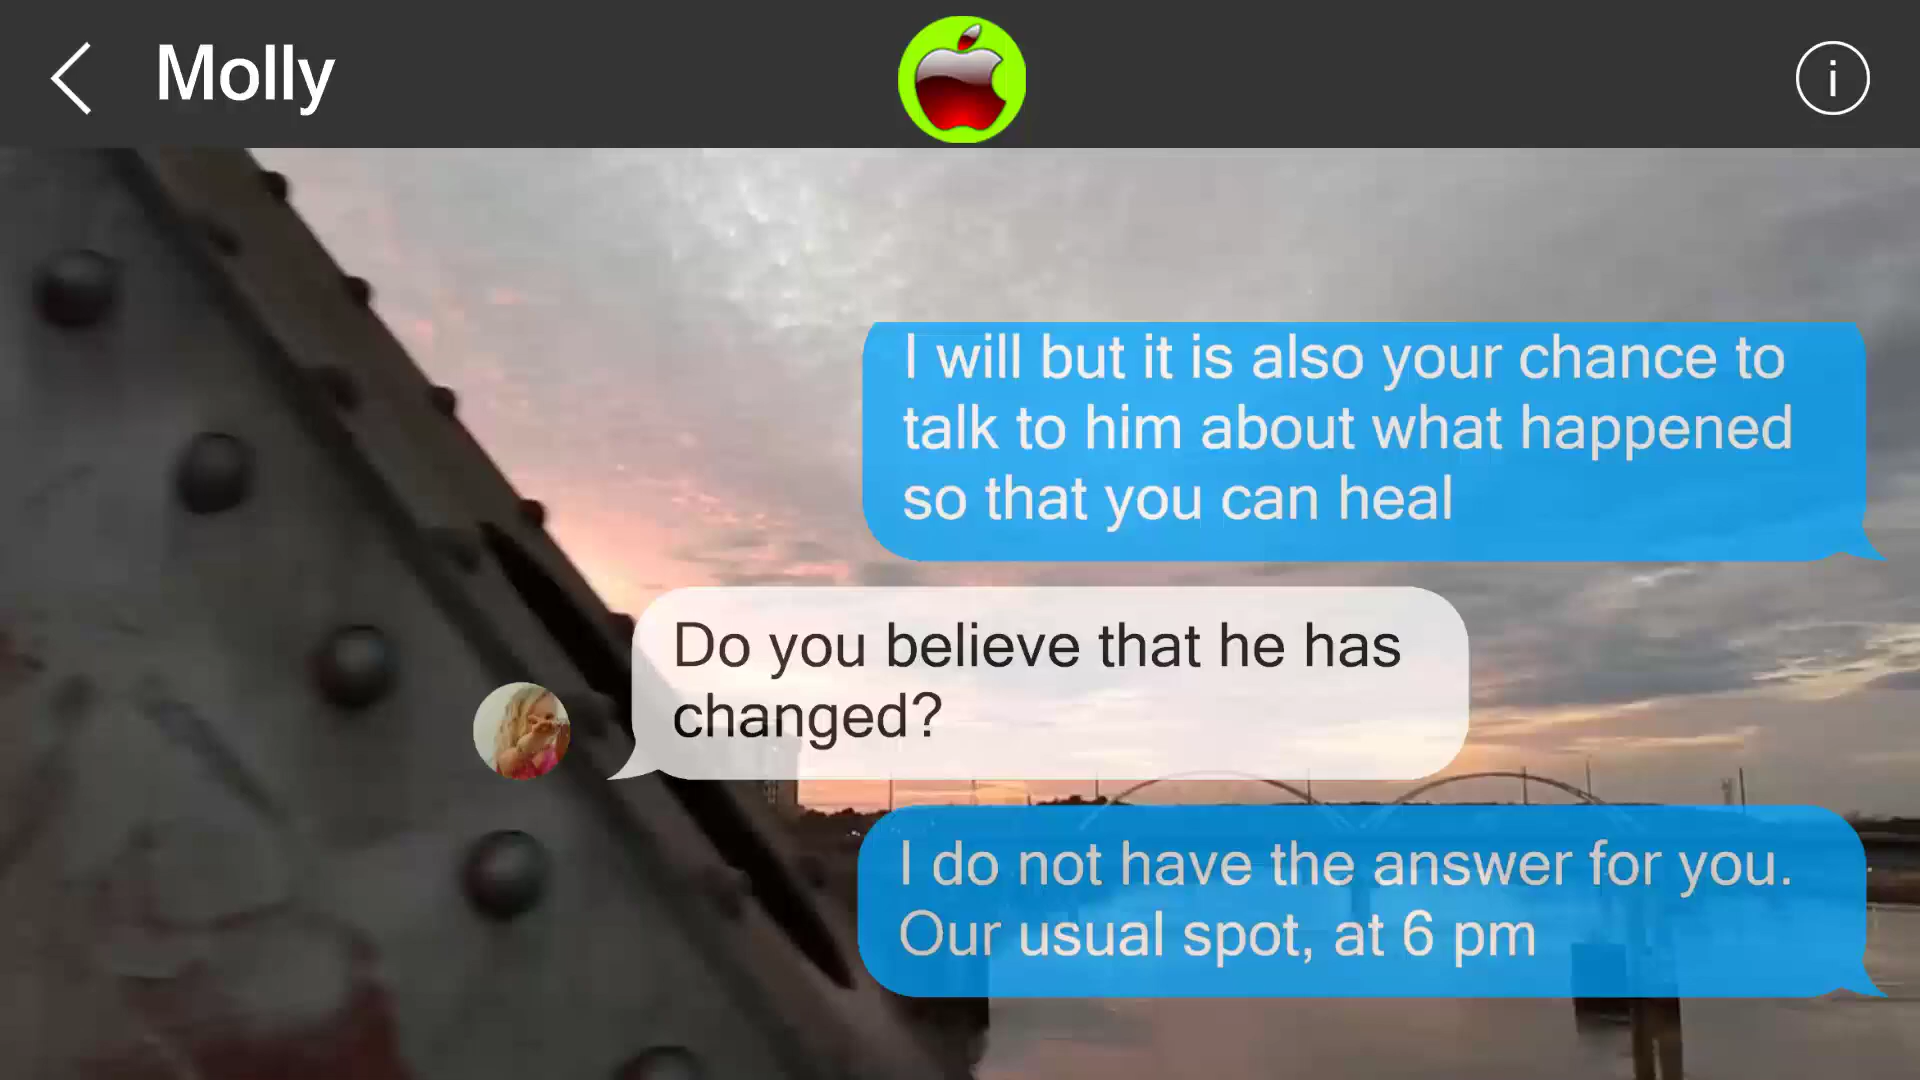 Molly
i
I will but it is also your chance to
talk to him about what happened
so that you can heal
Do you believe that he has
changed?
I do not have the answer for you.
Our usual spot, at 6 pm